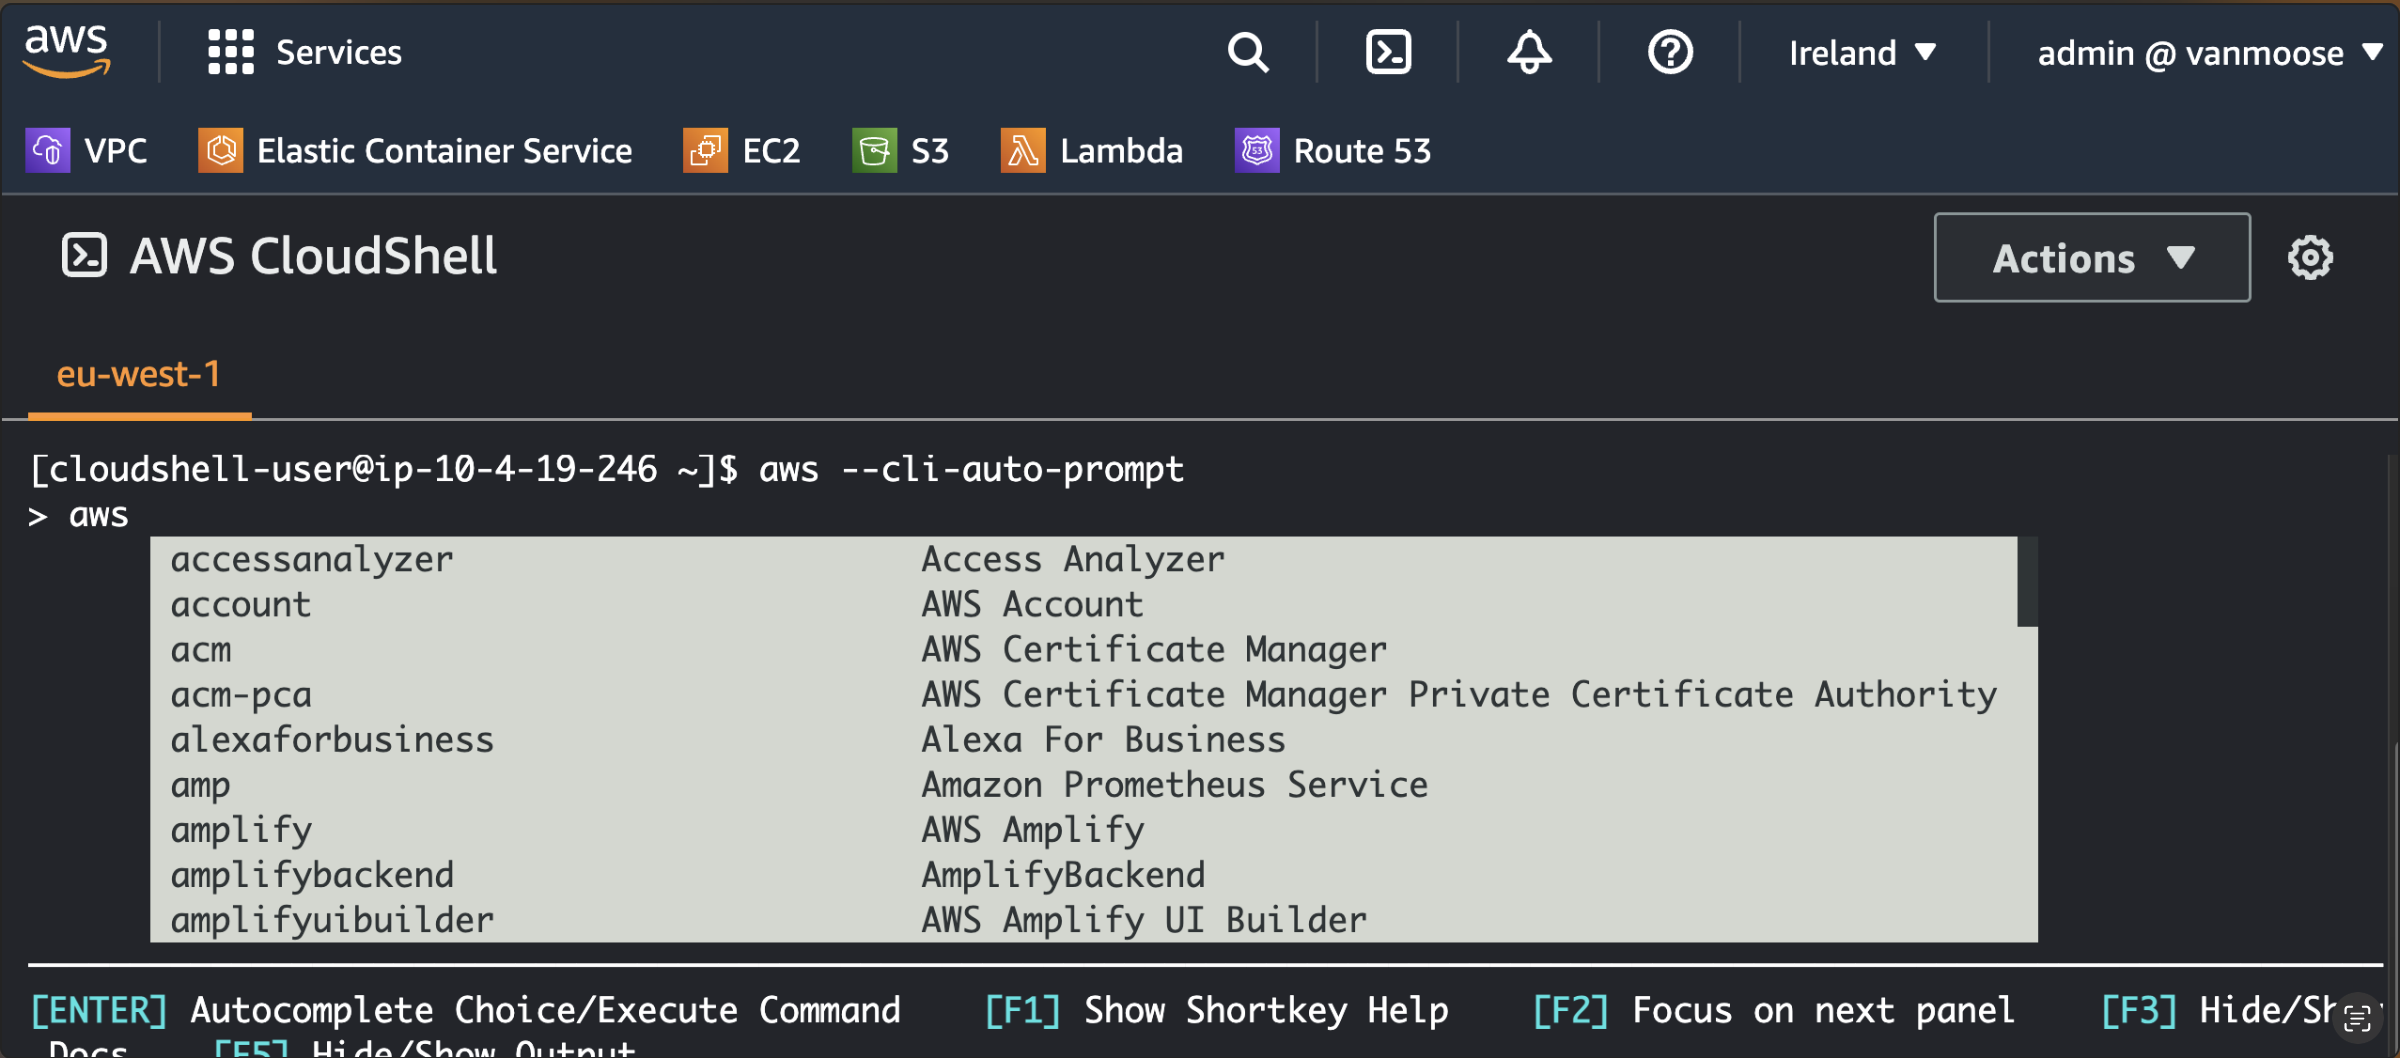 aws Services Ireland ▼ admin @ vanmoose ▼
VPC Elastic Container Service EC2 S3 Lambda 53 Route 53
AWS CloudShell Actions ▼
eu-west-1
[cloudshell-user@ip-10-4-19-246 ~]$ aws --cli-auto-prompt
> aws
accessanalyzer Access Analyzer
account AWS Account
acm AWS Certificate Manager
acm-pca AWS Certificate Manager Private Certificate Authority
alexaforbusiness Alexa For Business
amp Amazon Prometheus Service
amplify AWS Amplify
amplifybackend AmplifyBackend
amplifyuibuilder AWS Amplify UI Builder
[ENTER] Autocomplete Choice/Execute Command [F1] Show Shortkey Help [F2] Focus on next panel [F3] Hide/Sh
Docs [F5] Hide/Show Output